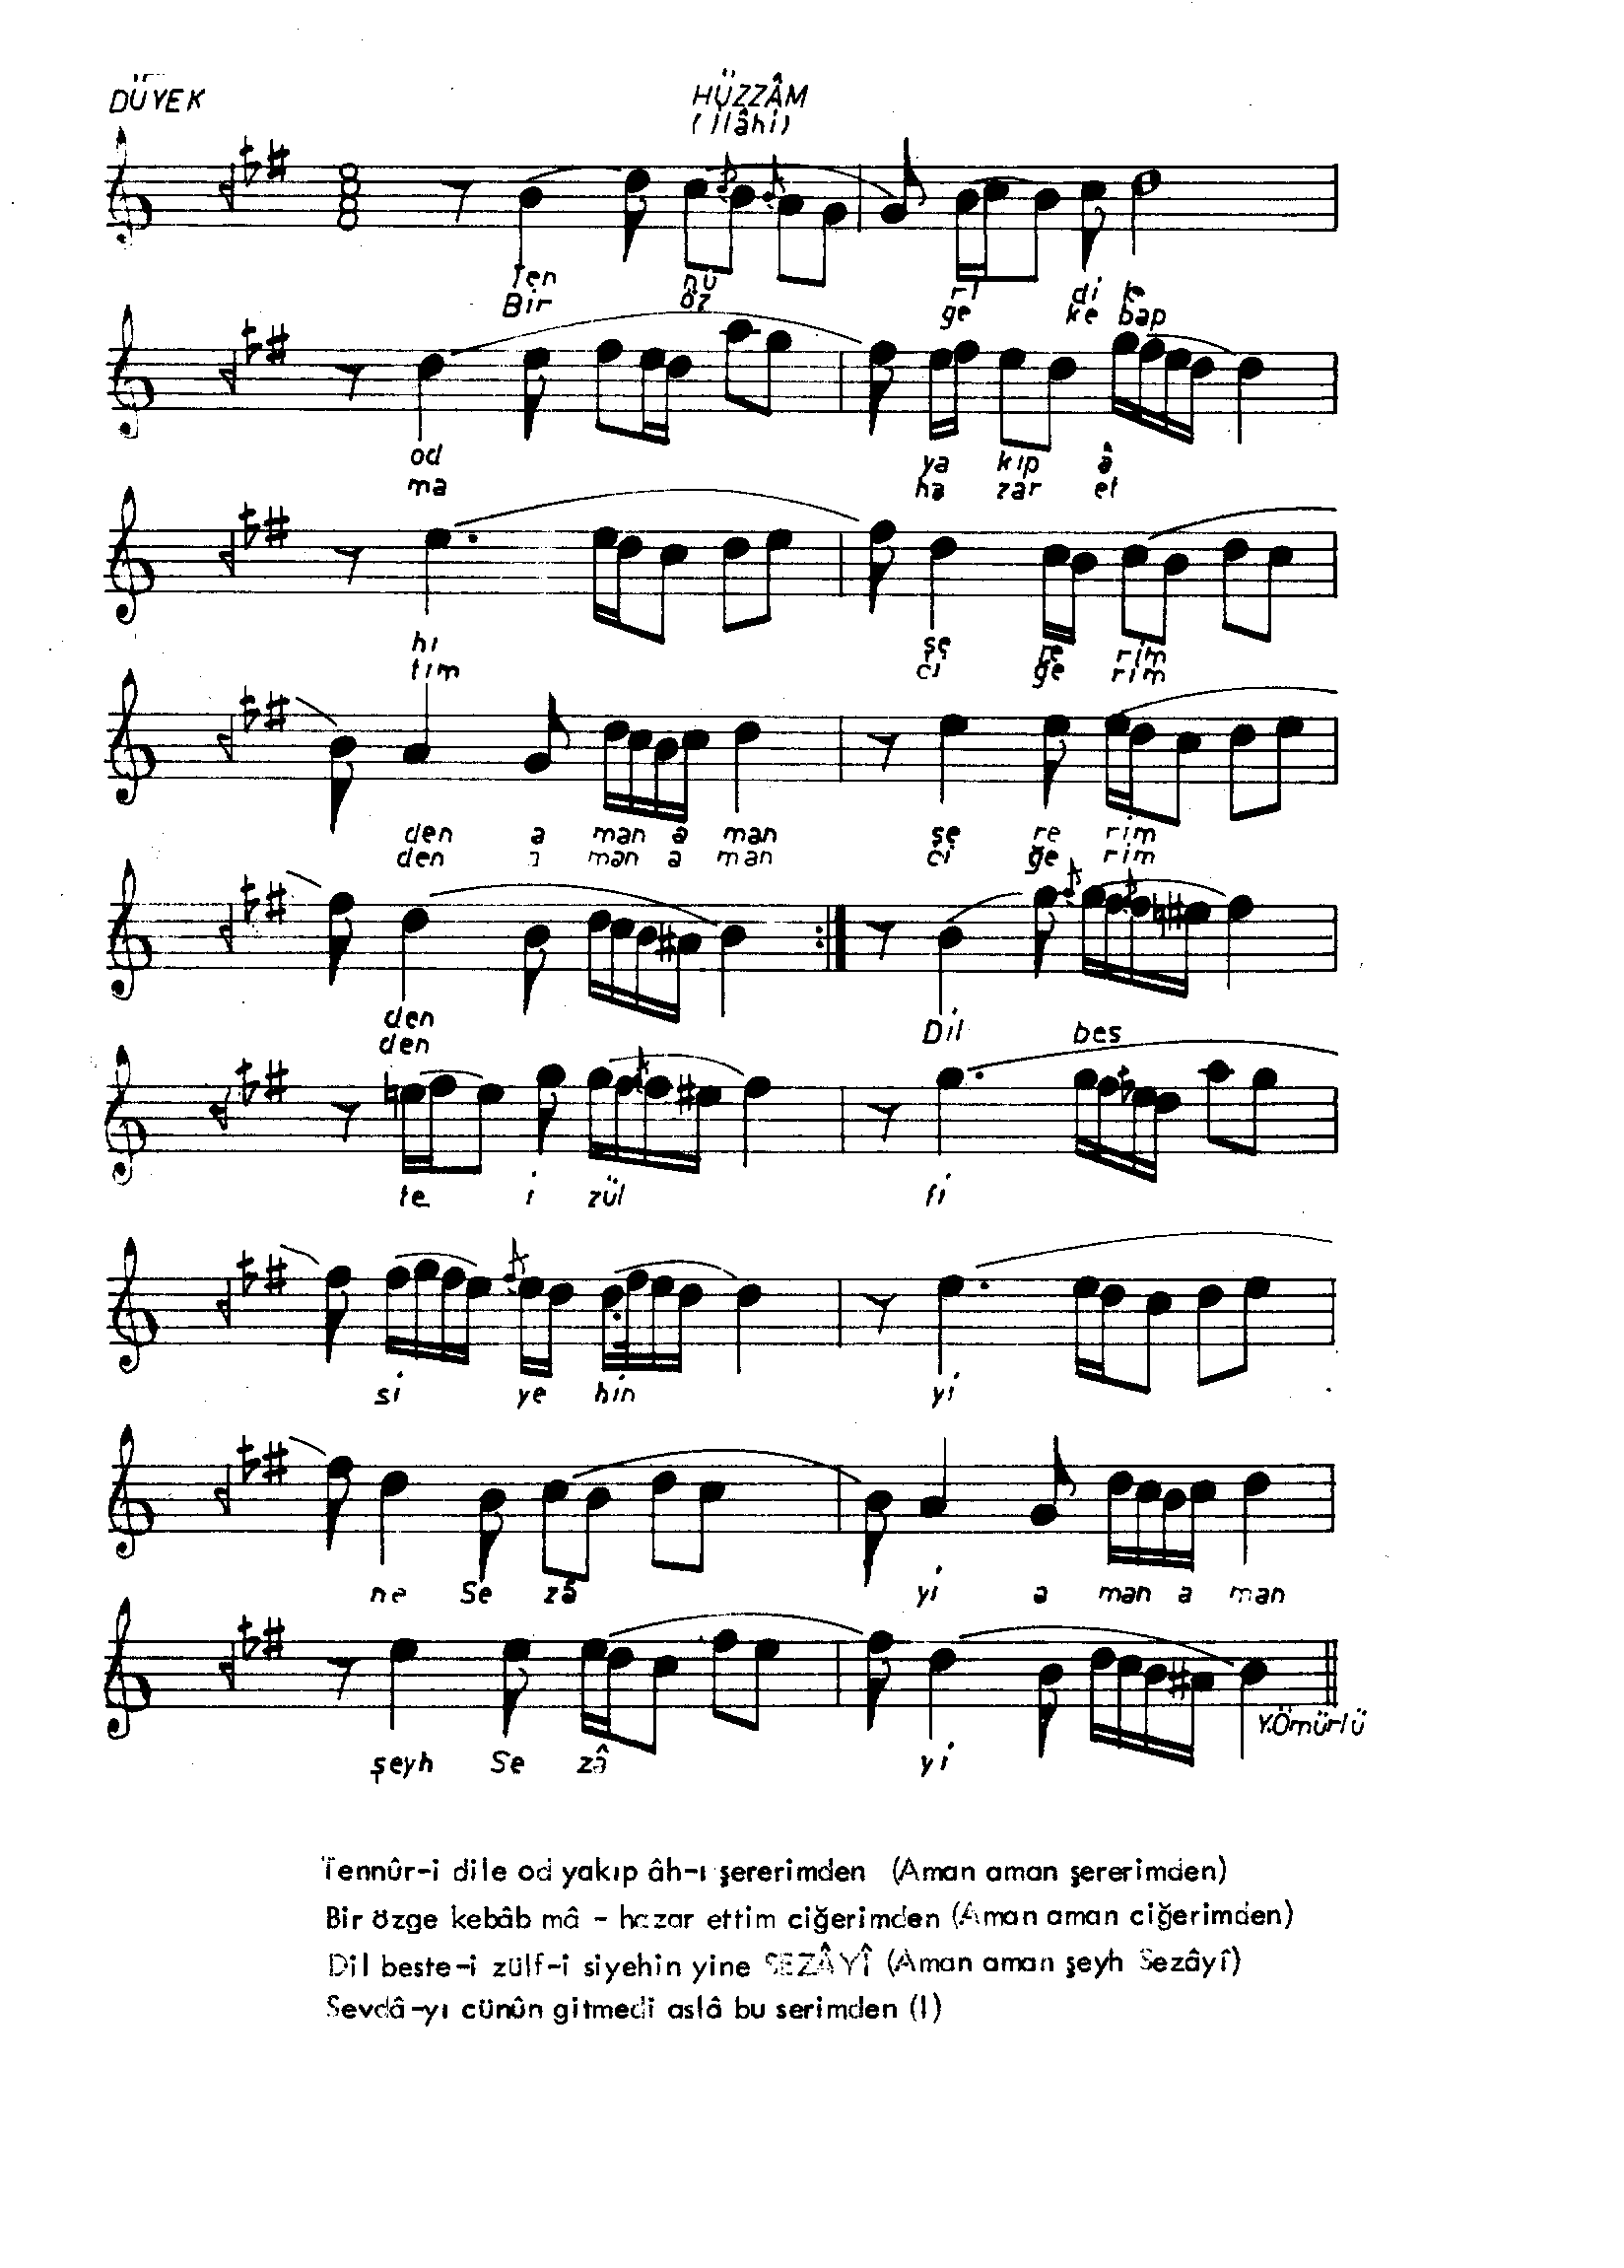 DÜYEK
HÜZZÂM
(İlâhi)
8
8
ten nû ri di le
Bir öz ge ke bap
od ya kıp â
ma ha zar et
hı şe re rim
tim ci ğe rim
den a man a man şe re rim
den a man a man ci ğe rim
den Dil bes
den
te i zül fi
si ye hin yi
ne Se zâ yi a man a man
şeyh Se zâ yi
Y.Ömürlü
Tennûr-i dile od yakıp âh-ı şererimden (Aman aman şererimden)
Bir özge kebâb mâ - hazar ettim ciğerimden (Aman aman ciğerimden)
Dil beste-i zülf-i siyehin yine SEZÂYÎ (Aman aman şeyh Sezâyî)
Sevdâ-yı cünûn gitmedi aslâ bu serimden (I)